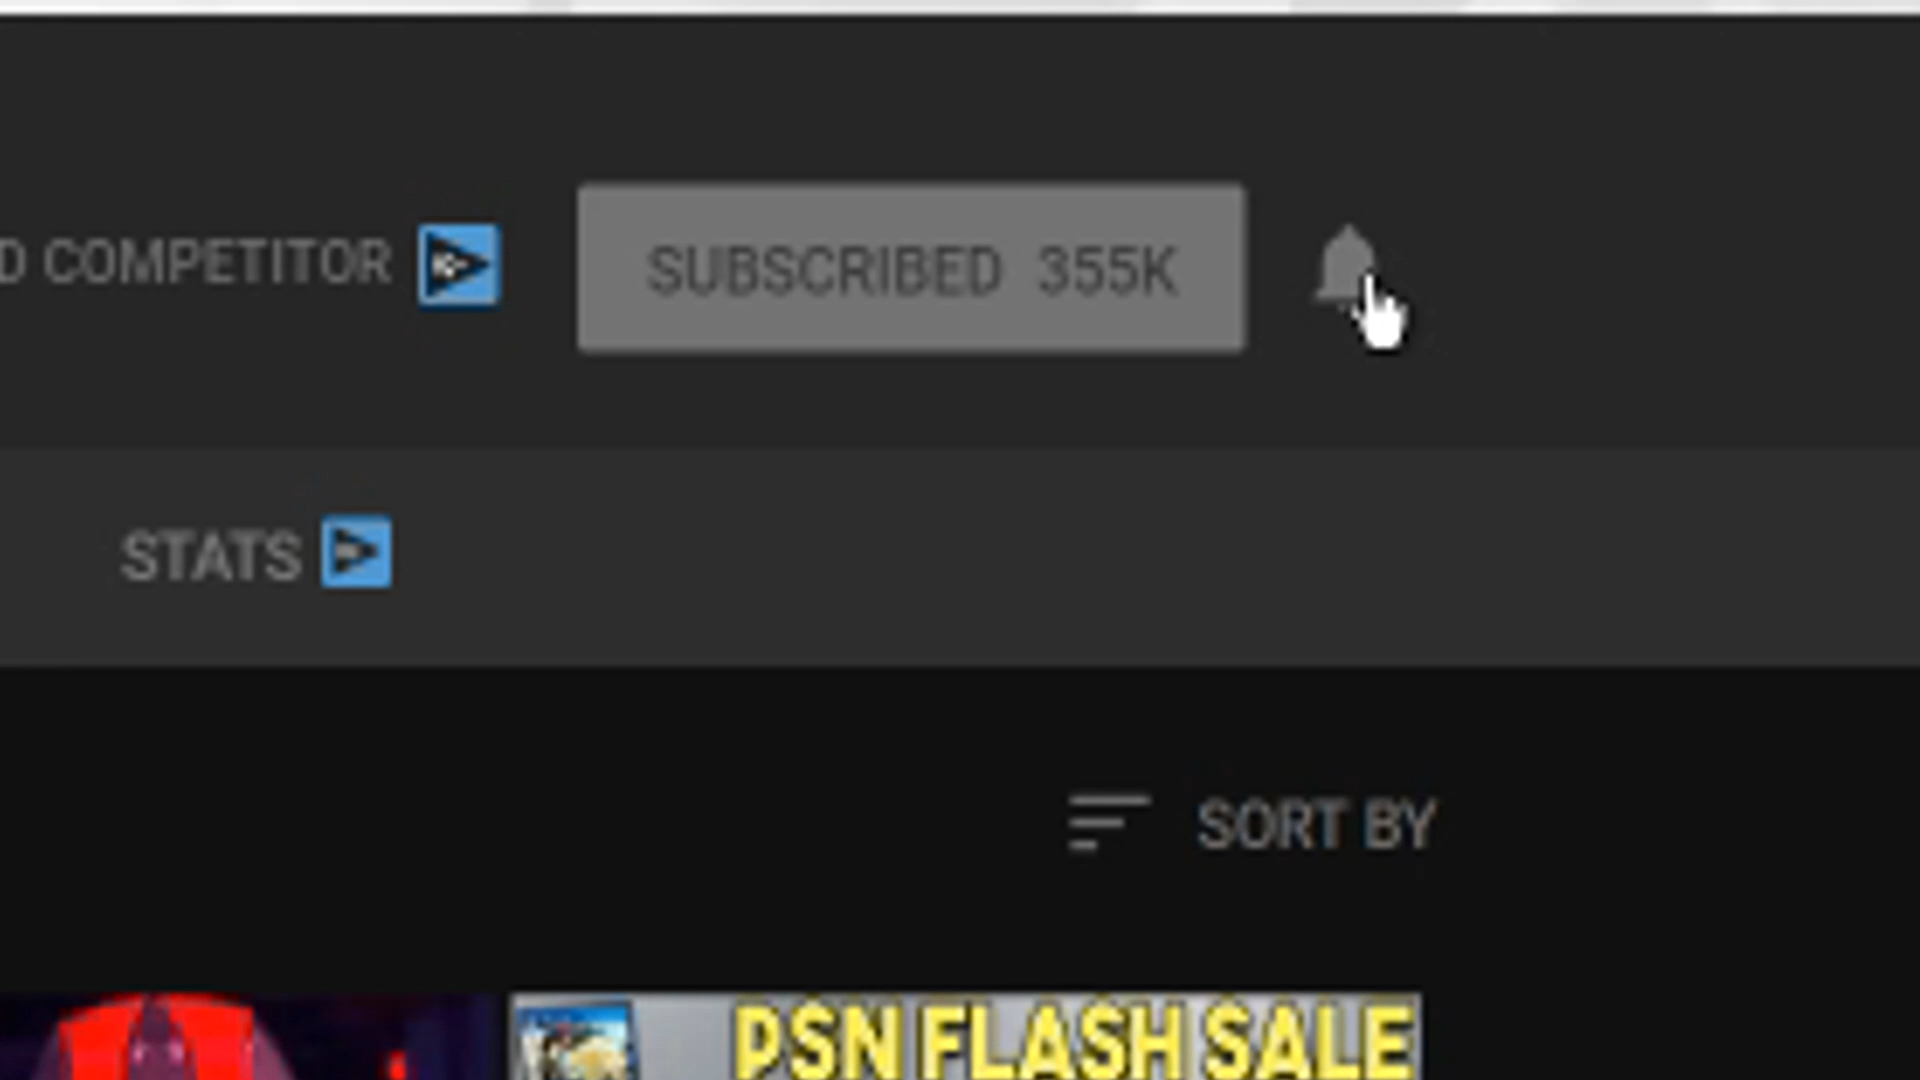 D COMPETITOR
SUBSCRIBED 355K
STATS
SORT BY
PSN FLASH SALE